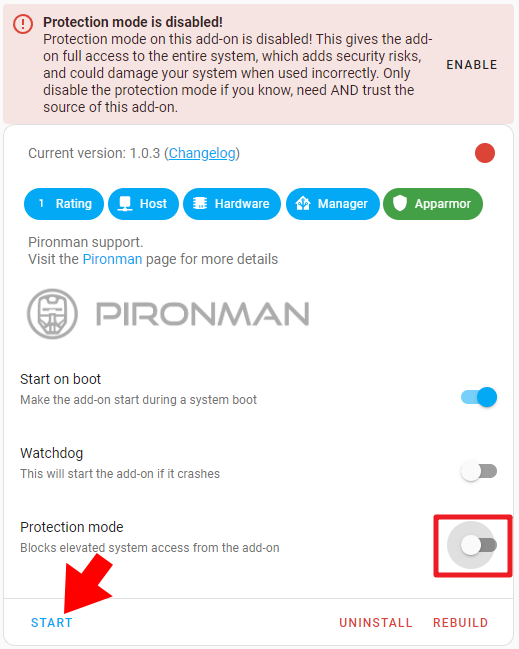 Protection mode is disabled!
Protection mode on this add-on is disabled! This gives the add-
on full access to the entire system, which adds security risks,
and could damage your system when used incorrectly. Only
disable the protection mode if you know, need AND trust the
source of this add-on.
ENABLE
Current version: 1.0.3 (Changelog)
1 Rating
Host
Hardware
Manager
Apparmor
Pironman support.
Visit the Pironman page for more details
PIRONMAN
Start on boot
Make the add-on start during a system boot
Watchdog
This will start the add-on if it crashes
Protection mode
Blocks elevated system access from the add-on
START
UNINSTALL
REBUILD